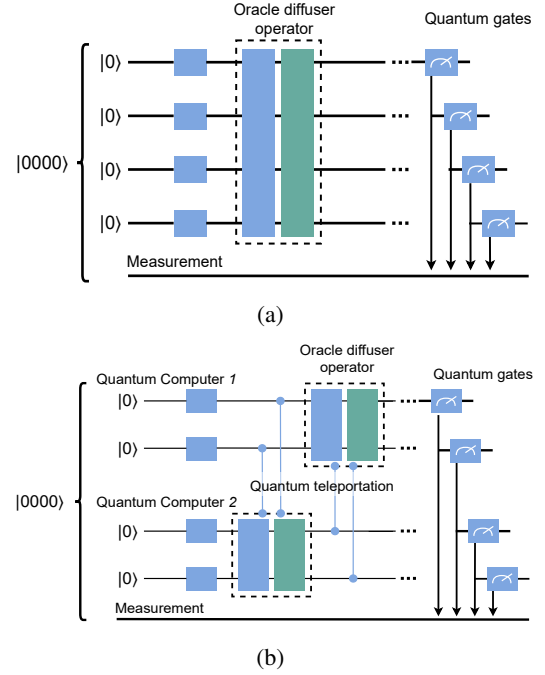 Oracle diffuser
operator
Quantum gates
|0⟩
|0⟩
|0000⟩
|0⟩
|0⟩
Measurement
(a)
Oracle diffuser
operator
Quantum Computer 1
Quantum gates
|0⟩
|0⟩
Quantum teleportation
|0000⟩
Quantum Computer 2
|0⟩
|0⟩
Measurement
(b)